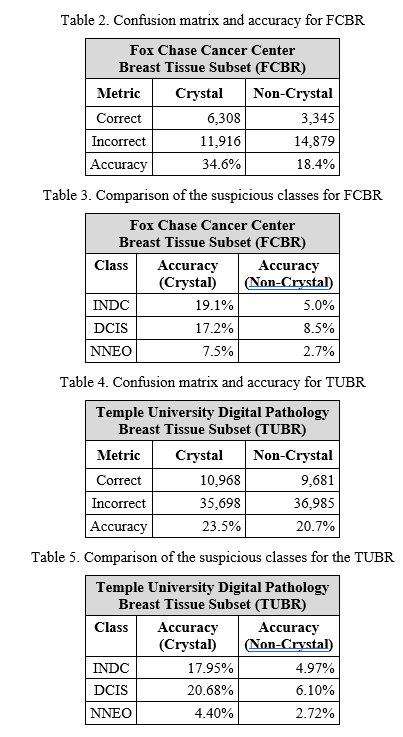 Table 2. Confusion matrix and accuracy for FCBR
Fox Chase Cancer Center
Breast Tissue Subset (FCBR)
Metric Crystal Non-Crystal
Correct 6,308 3,345
Incorrect 11,916 14,879
Accuracy 34.6% 18.4%
Table 3. Comparison of the suspicious classes for FCBR
Fox Chase Cancer Center
Breast Tissue Subset (FCBR)
Class Accuracy Accuracy
(Crystal) (Non-Crystal)
INDC 19.1% 5.0%
DCIS 17.2% 8.5%
NNEO 7.5% 2.7%
Table 4. Confusion matrix and accuracy for TUBR
Temple University Digital Pathology
Breast Tissue Subset (TUBR)
Metric Crystal Non-Crystal
Correct 10,968 9,681
Incorrect 35,698 36,985
Accuracy 23.5% 20.7%
Table 5. Comparison of the suspicious classes for the TUBR
Temple University Digital Pathology
Breast Tissue Subset (TUBR)
Class Accuracy Accuracy
(Crystal) (Non-Crystal)
INDC 17.95% 4.97%
DCIS 20.68% 6.10%
NNEO 4.40% 2.72%